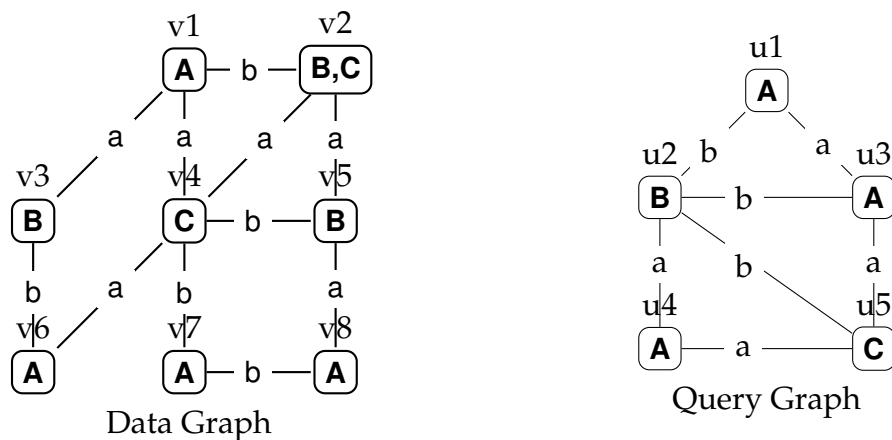 v1 v2
A b B,C
a a a a
v3 v4 v5
B C b B
b a b a
v6 v7 v8
A A b A
Data Graph
u1
A
b a
u2 u3
B b A
a b a
u4 u5
A a C
Query Graph